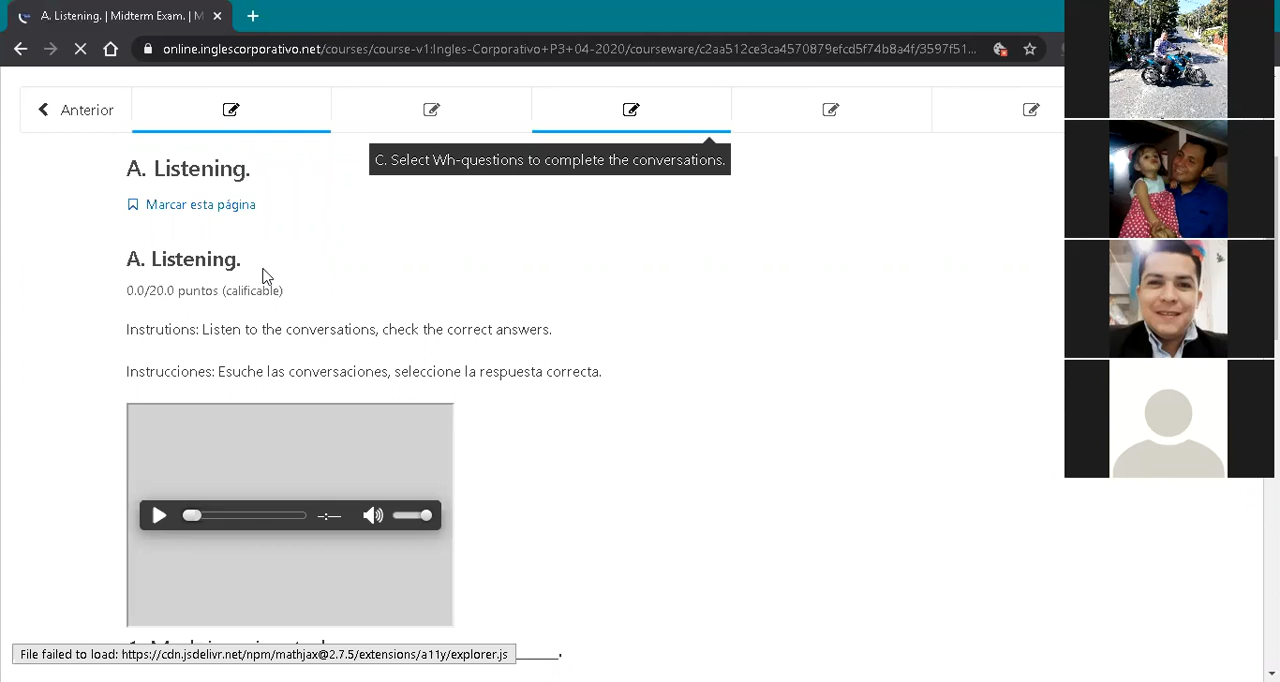 A. Listening. | Midterm Exam. | M
online.inglescorporativo.net/courses/course-v1:Ingles-Corporativo+P3+04-2020/courseware/c2aa512ce3ca4570879efcd5f74b8a4f/3597f51...
Anterior
C. Select Wh-questions to complete the conversations.
A. Listening.
Marcar esta página
A. Listening.
0.0/20.0 puntos (calificable)
Instrutions: Listen to the conversations, check the correct answers.
Instrucciones: Esuche las conversaciones, seleccione la respuesta correcta.
-:--
File failed to load: https://cdn.jsdelivr.net/npm/mathjax@2.7.5/extensions/a11y/explorer.js